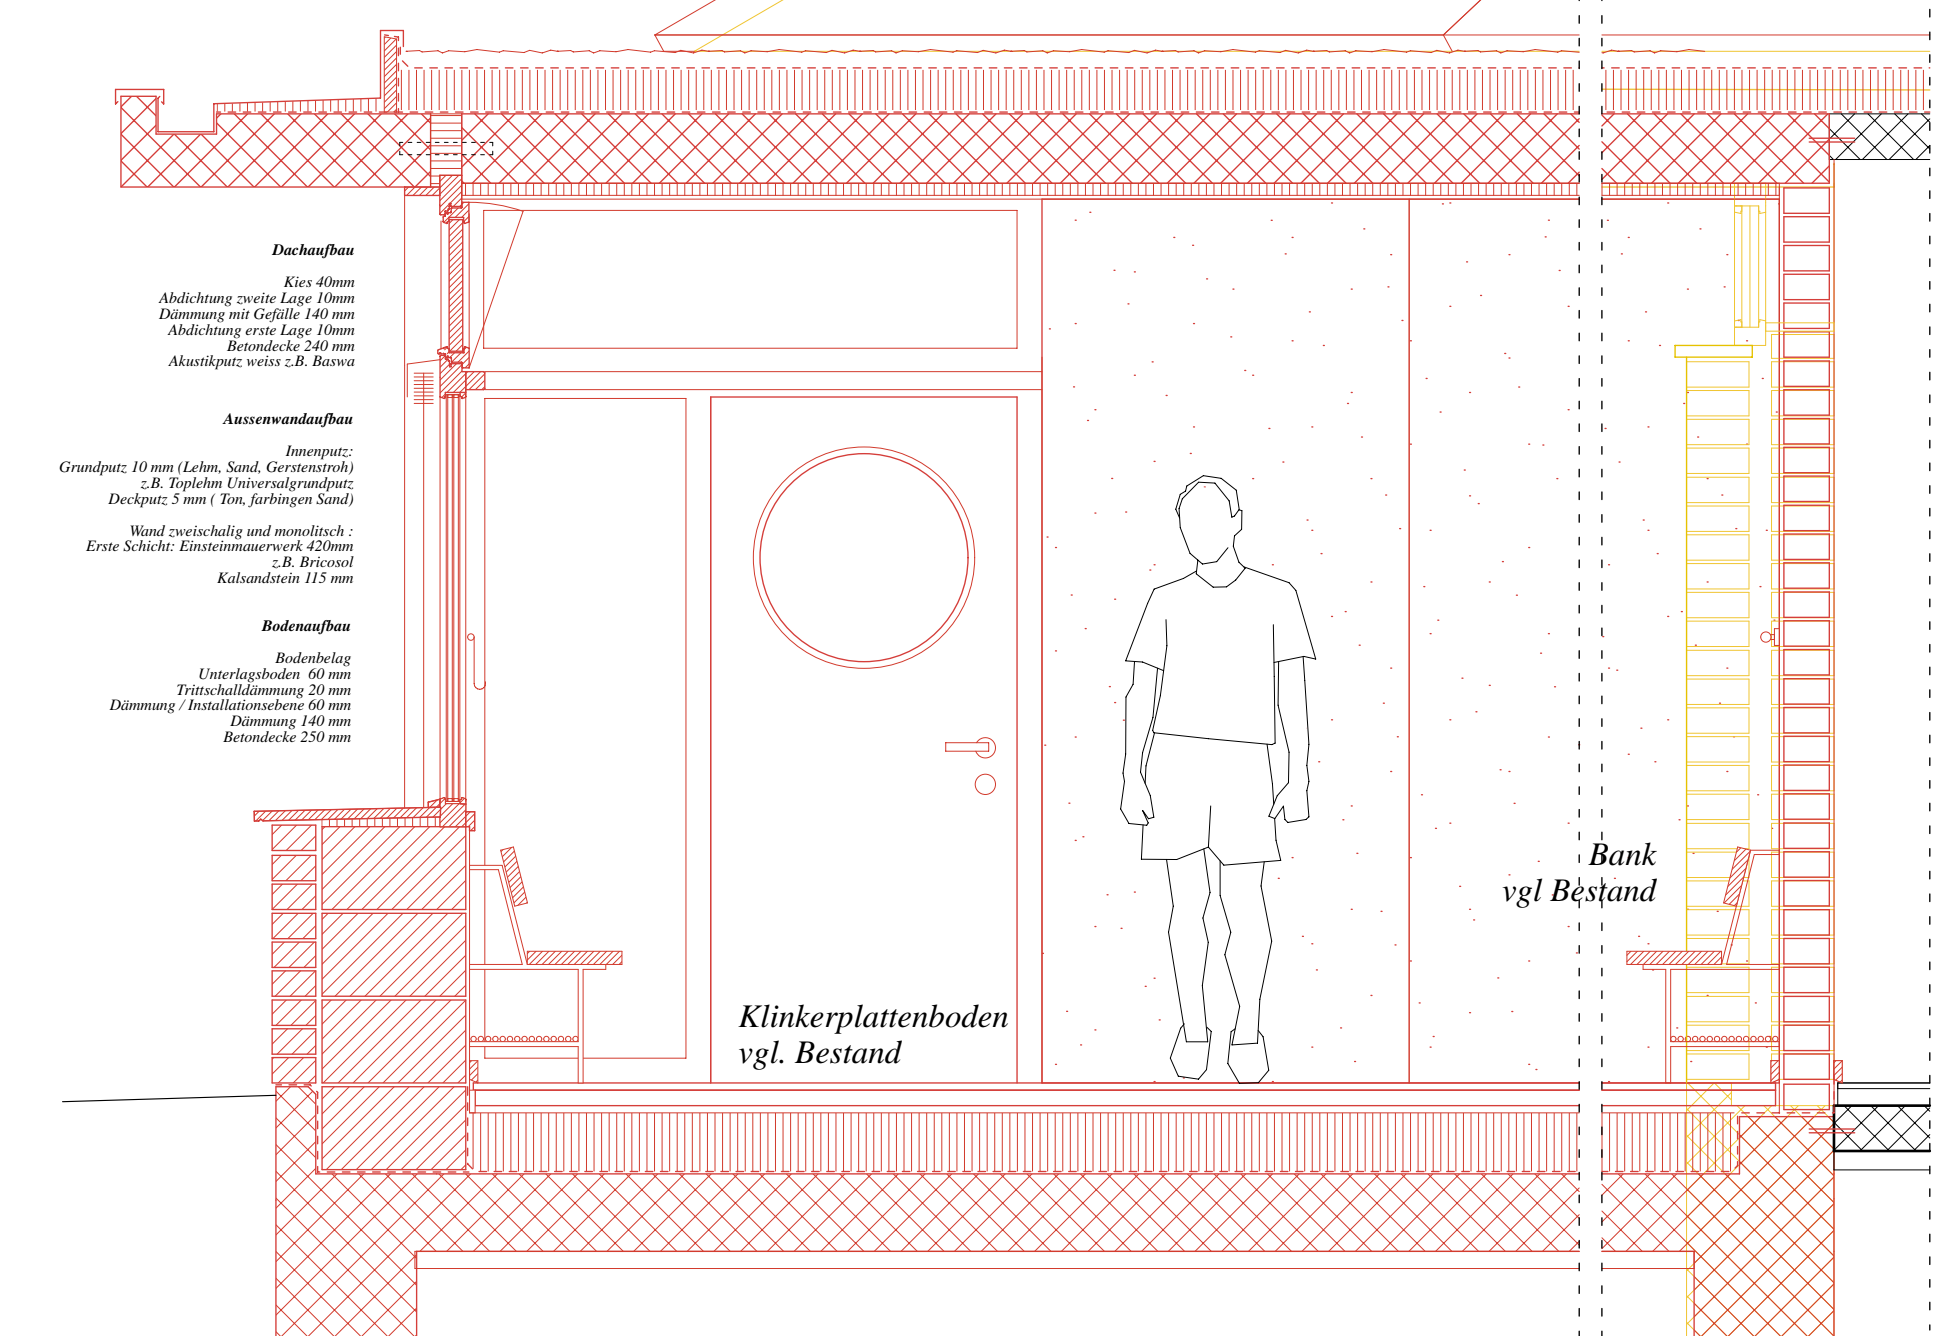 Dachaufbau
Kies 40mm
Abdichtung zweite Lage 10mm
Dämmung mit Gefälle 140 mm
Abdichtung erste Lage 10mm
Betondecke 240 mm
Akustikputz weiss z.B. Baswa
Aussenwandaufbau
Innenputz:
Grundputz 10 mm (Lehm, Sand, Gerstenstroh)
z.B. Toplehm Universalgrundputz
Deckputz 5 mm ( Ton, farbingen Sand)
Wand zweischalig und monolitsch :
Erste Schicht: Einsteinmauerwerk 420mm
z.B. Bricosol
Kalsandstein 115 mm
Bodenaufbau
Bodenbelag
Unterlagsboden  60 mm
Trittschalldämmung 20 mm
Dämmung / Installationsebene 60 mm
Dämmung 140 mm
Betondecke 250 mm
Bank
vgl Bestand
Klinkerplattenboden
vgl. Bestand